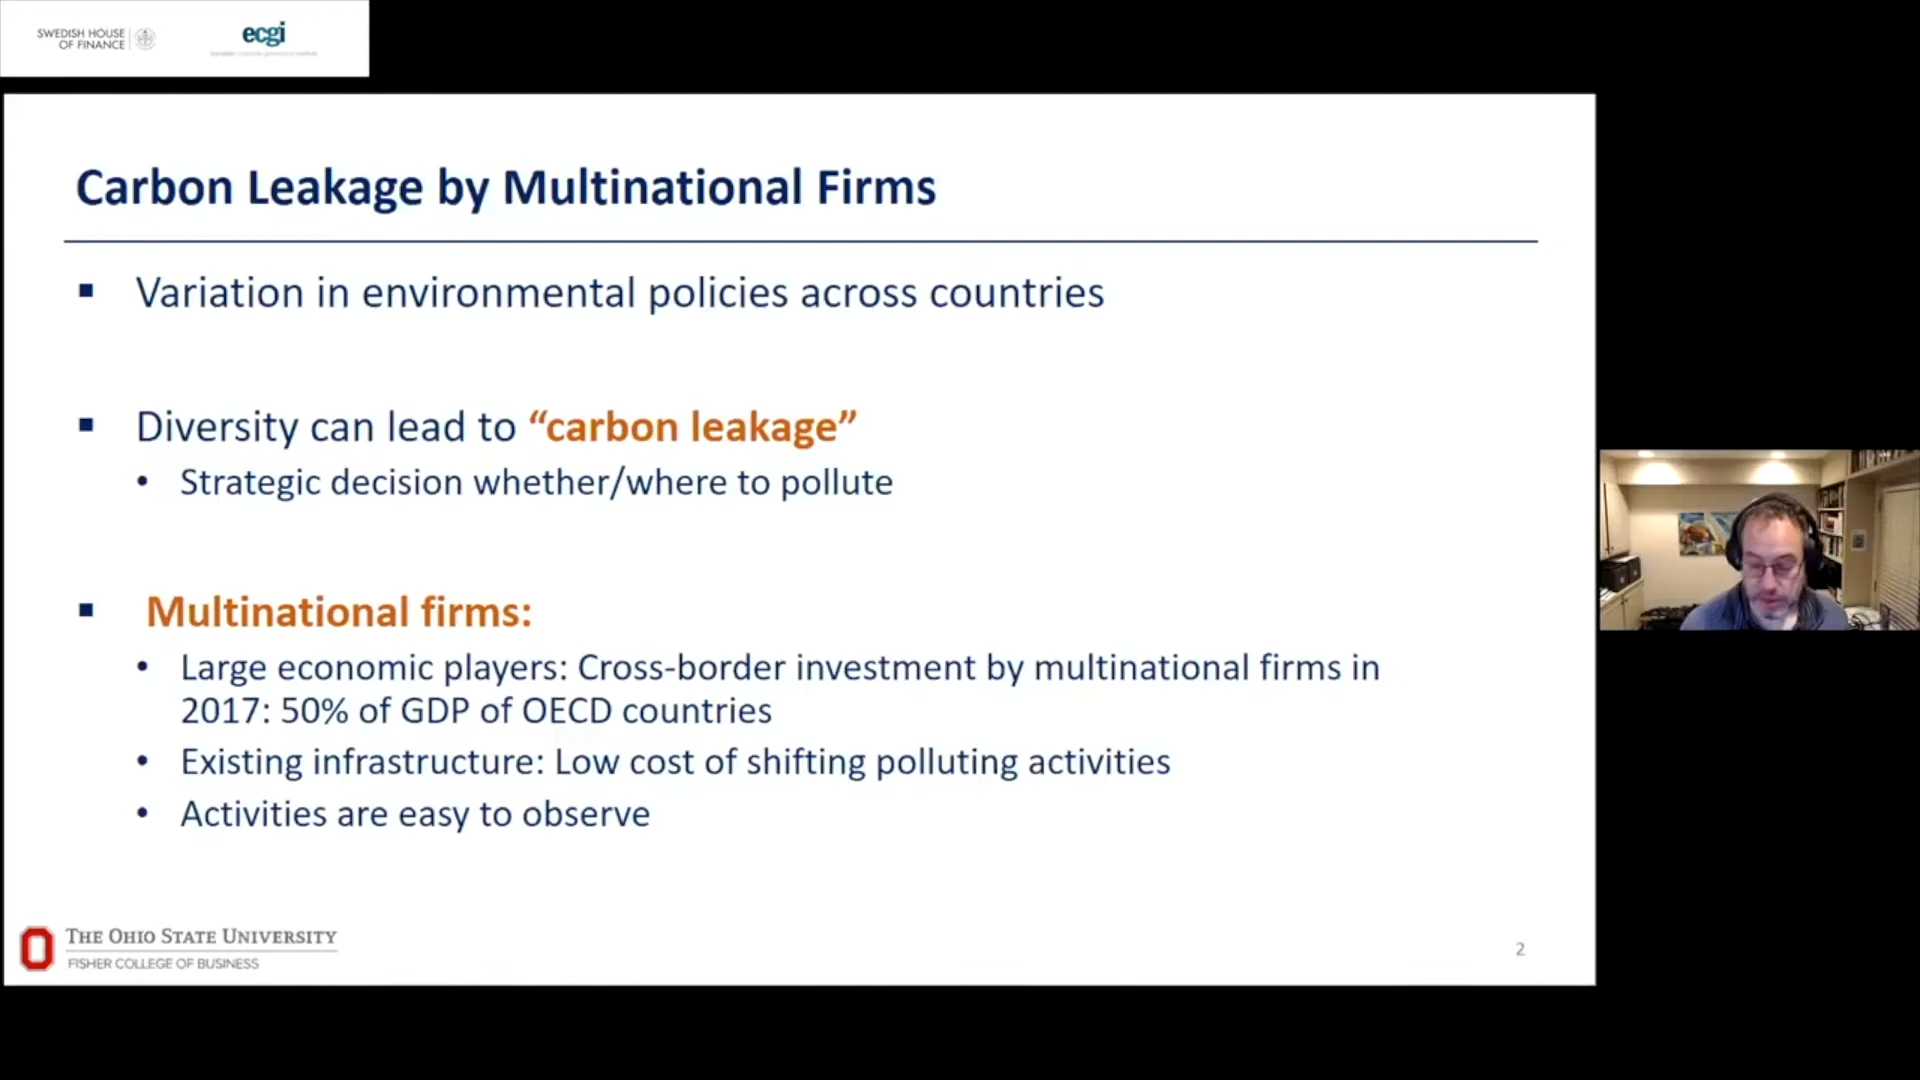 SWEDISH HOUSE
OF FINANCE
ecgi
Carbon Leakage by Multinational Firms
Variation in environmental policies across countries
Diversity can lead to “carbon leakage”
Strategic decision whether/where to pollute
Multinational firms:
Large economic players: Cross-border investment by multinational firms in
2017: 50% of GDP of OECD countries
Existing infrastructure: Low cost of shifting polluting activities
Activities are easy to observe
THE OHIO STATE UNIVERSITY
FISHER COLLEGE OF BUSINESS
2